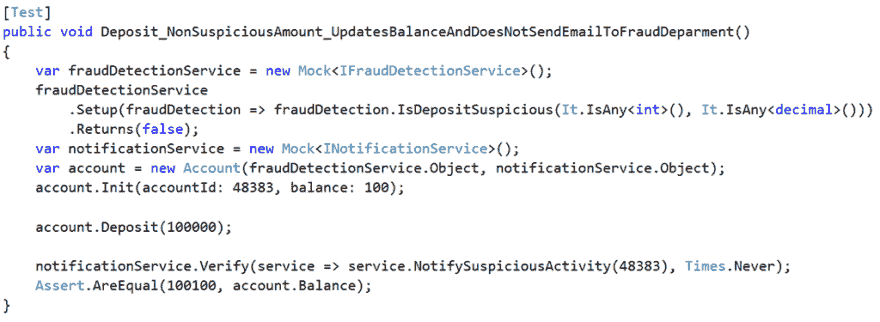 [Test]
public void Deposit_NonSuspiciousAmount_UpdatesBalanceAndDoesNotSendEmailToFraudDeparment()
{
    var fraudDetectionService = new Mock<IFraudDetectionService>();
    fraudDetectionService
        .Setup(fraudDetection => fraudDetection.IsDepositSuspicious(It.IsAny<int>(), It.IsAny<decimal>()))
        .Returns(false);
    var notificationService = new Mock<INotificationService>();
    var account = new Account(fraudDetectionService.Object, notificationService.Object);
    account.Init(accountId: 48383, balance: 100);

    account.Deposit(100000);

    notificationService.Verify(service => service.NotifySuspiciousActivity(48383), Times.Never);
    Assert.AreEqual(100100, account.Balance);
}